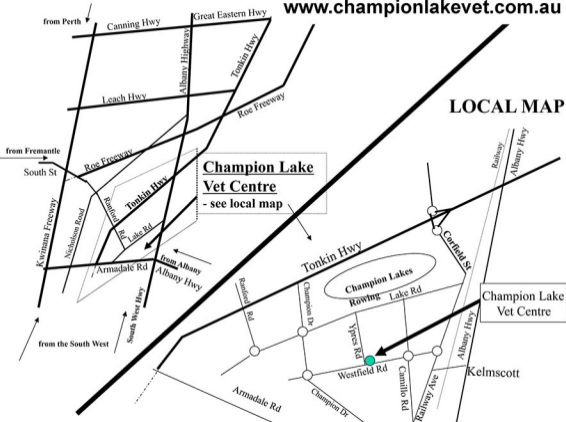 www.championlakevet.com.au
from Perth
Canning Hwy
Great Eastern Hwy
Albany Highway
Tonkin Hwy
Leach Hwy
Roe Freeway
from Fremantle
South St
Roe Freeway
Kwinana Freeway
Nicholson Road
Ranford Rd
Tonkin Hwy
Lake Rd
Armadale Rd
from Albany
Albany Hwy
South West Hwy
from the South West
Champion Lake
Vet Centre
- see local map
LOCAL MAP
Railway
Albany Hwy
Tonkin Hwy
Corfield St
Champion Lakes
Rowing
Lake Rd
Ranford Rd
Champion Dr
Ypres Rd
Champion Lake
Vet Centre
Albany Hwy
Westfield Rd
Camillo Rd
Railway Ave
Kelmscott
Armadale Rd
Champion Dr